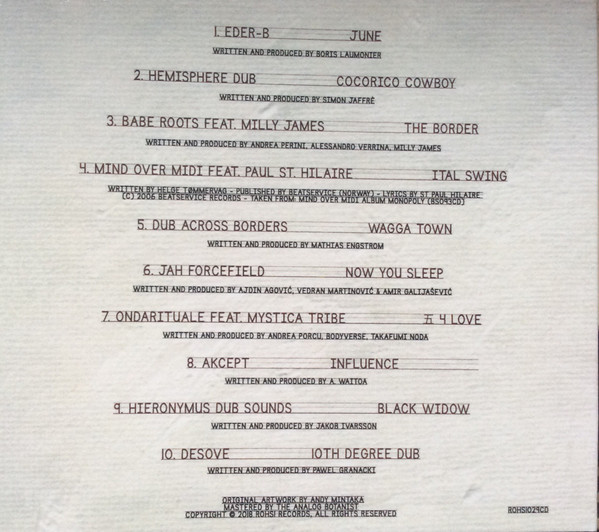 1. EDER-B JUNE
WRITTEN AND PRODUCED BY BORIS LAUMONIER
2. HEMISPHERE DUB COCORICO COWBOY
WRITTEN AND PRODUCED BY SIMON JAFFRÈ
3. BABE ROOTS FEAT. MILLY JAMES THE BORDER
WRITTEN AND PRODUCED BY ANDREA PERINI, ALESSANDRO VERRINA, MILLY JAMES
4. MIND OVER MIDI FEAT. PAUL ST. HILAIRE ITAL SWING
WRITTEN BY HELGE TØMMERVAG - PUBLISHED BY BEATSERVICE (NORWAY) - LYRICS BY ST. PAUL HILAIRE
(C) 2006 BEATSERVICE RECORDS - TAKEN FROM: MIND OVER MIDI ALBUM MONOPOLY (BS093CD)
5. DUB ACROSS BORDERS WAGGA TOWN
WRITTEN AND PRODUCED BY MATHIAS ENGSTROM
6. JAH FORCEFIELD NOW YOU SLEEP
WRITTEN AND PRODUCED BY AJDIN AGOVIĆ, VEDRAN MARTINOVIĆ & AMIR GALIJAŠEVIĆ
7. ONDARITUALE FEAT. MYSTICA TRIBE 五 4 LOVE
WRITTEN AND PRODUCED BY ANDREA PORCU, BODYVERSE, TAKAFUMI NODA
8. AKCEPT INFLUENCE
WRITTEN AND PRODUCED BY A. WAITOA
9. HIERONYMUS DUB SOUNDS BLACK WIDOW
WRITTEN AND PRODUCED BY JAKOB IVARSSON
10. DESOVE 10TH DEGREE DUB
WRITTEN AND PRODUCED BY PAWEL GRANACKI
ORIGINAL ARTWORK BY ANDY MINTAKA
MASTERED BY THE ANALOG BOTANIST
COPYRIGHT © 2018 ROHS! RECORDS, ALL RIGHTS RESERVED
ROHS!029CD